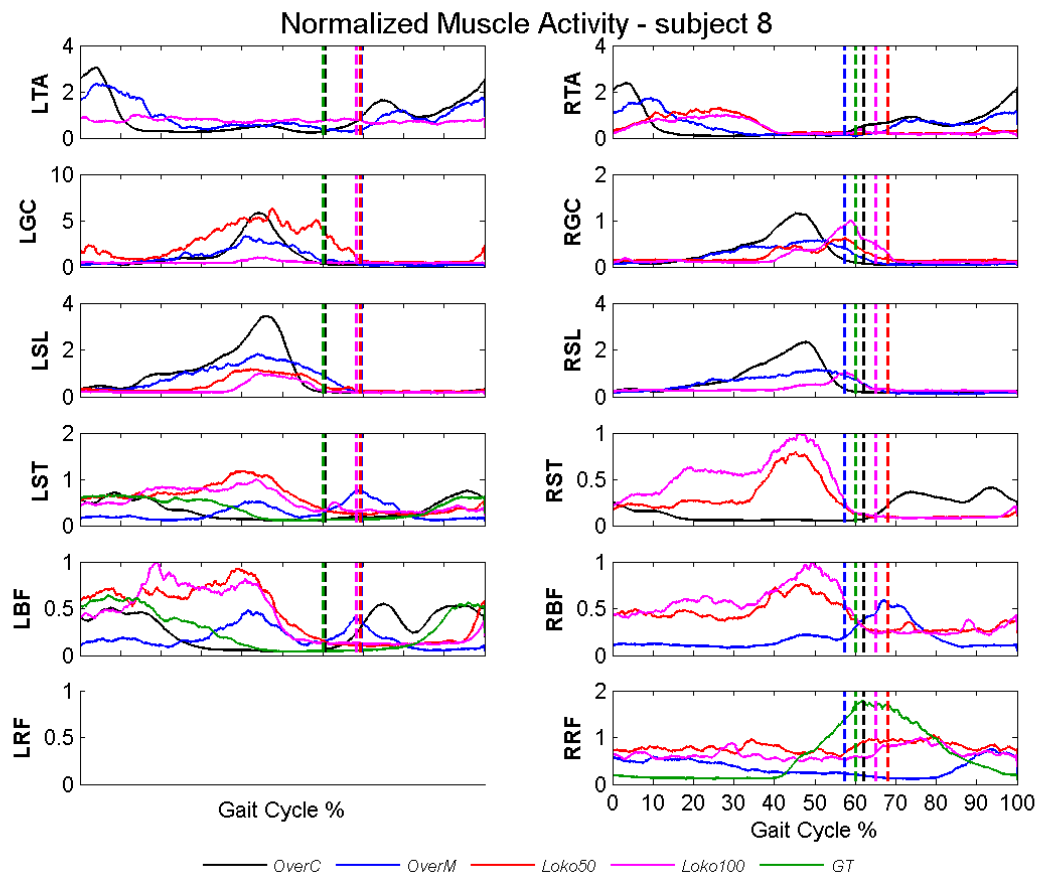 Normalized Muscle Activity - subject 8
LTA
4
2
0
RTA
4
2
0
LGC
10
5
0
RGC
2
1
0
LSL
4
2
0
RSL
4
2
0
LST
2
1
0
RST
1
0.5
0
LBF
1
0.5
0
RBF
1
0.5
0
LRF
1
0.5
0
Gait Cycle %
RRF
2
1
0
0 10 20 30 40 50 60 70 80 90 100
Gait Cycle %
OverC OverM Loko50 Loko100 GT